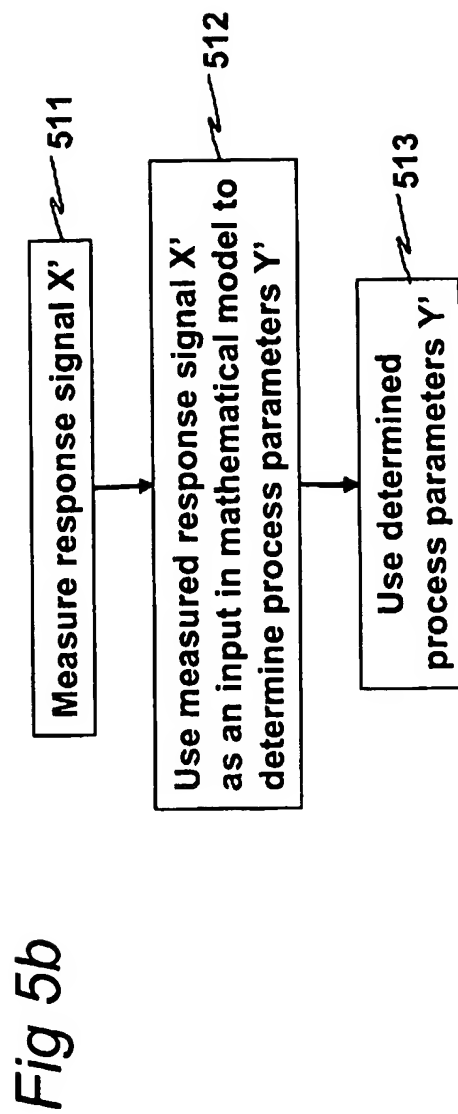 Fig 5b
Measure response signal X'
511
Use measured response signal X'
as an input in mathematical model to
determine process parameters Y'
512
Use determined
process parameters Y'
513